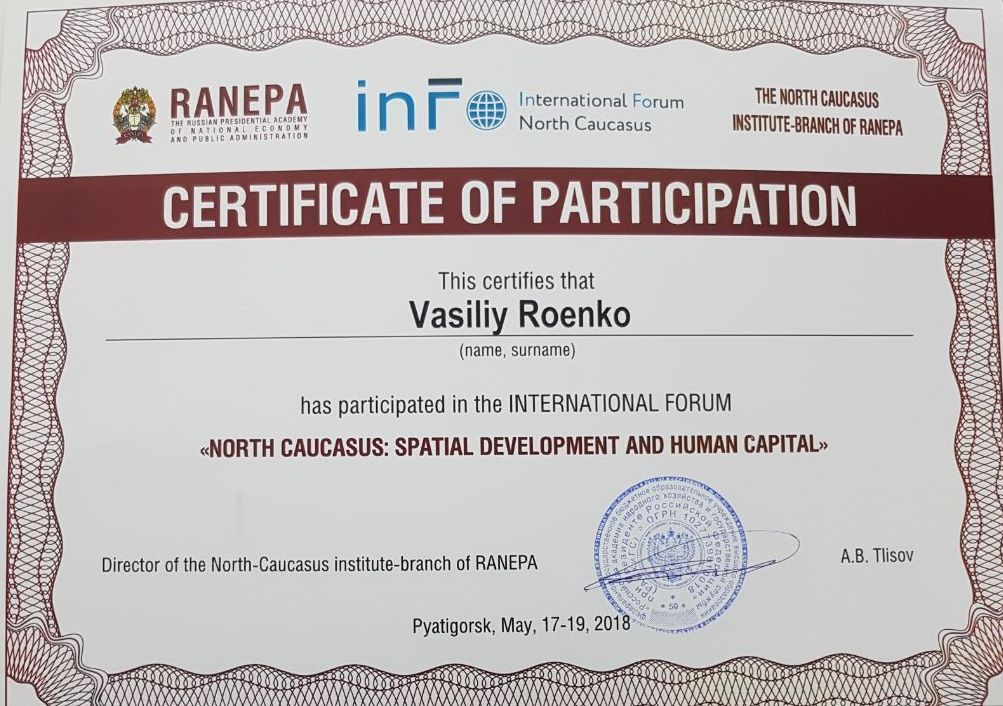 RANEPA
THE RUSSIAN PRESIDENTIAL ACADEMY
OF NATIONAL ECONOMY
AND PUBLIC ADMINISTRATION
inFo
International Forum
North Caucasus
THE NORTH CAUCASUS
INSTITUTE-BRANCH OF RANEPA
CERTIFICATE OF PARTICIPATION
This certifies that
Vasiliy Roenko
(name, surname)
has participated in the INTERNATIONAL FORUM
«NORTH CAUCASUS: SPATIAL DEVELOPMENT AND HUMAN CAPITAL»
Director of the North-Caucasus institute-branch of RANEPA
A.B. Tlisov
Pyatigorsk, May, 17-19, 2018